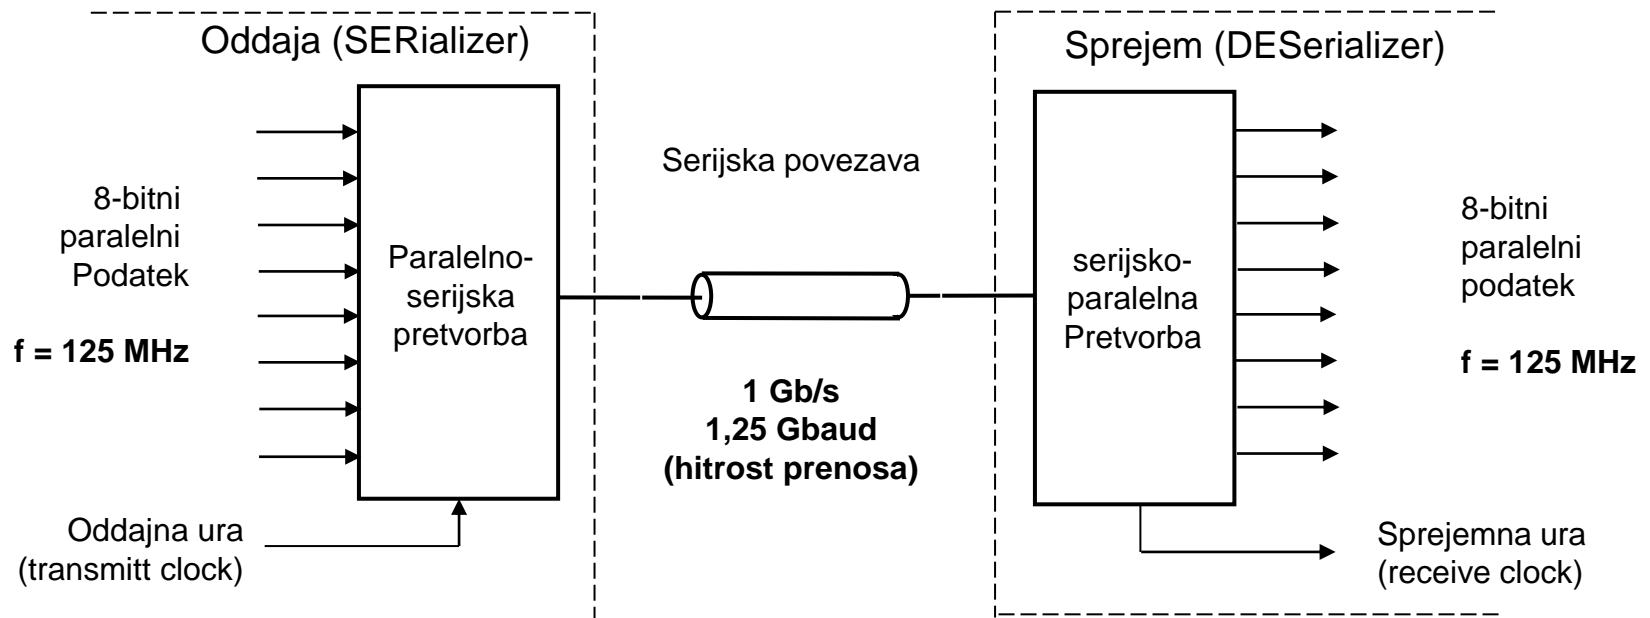 Oddaja (SERializer)
Sprejem (DESerializer)
Serijska povezava
8-bitni
paralelni
Podatek
f = 125 MHz
Paralelno-
serijska
pretvorba
1 Gb/s
1,25 Gbaud
(hitrost prenosa)
serijsko-
paralelna
Pretvorba
8-bitni
paralelni
podatek
f = 125 MHz
Oddajna ura
(transmitt clock)
Sprejemna ura
(receive clock)